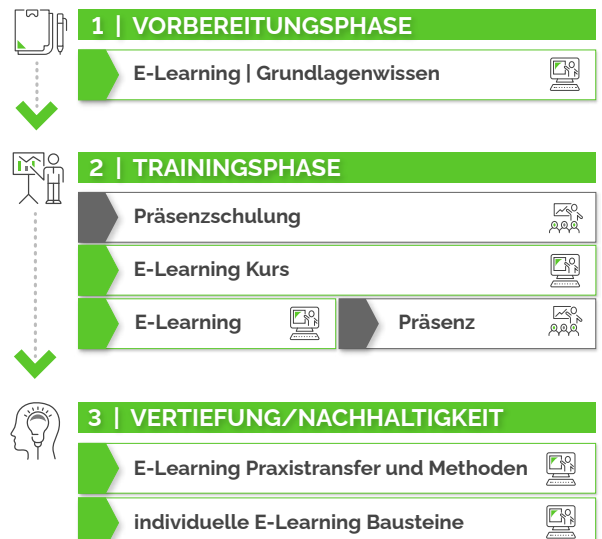 1 | VORBEREITUNGSPHASE
E-Learning | Grundlagenwissen
2 | TRAININGSPHASE
Präsenzschulung
E-Learning Kurs
E-Learning
Präsenz
3 | VERTIEFUNG/NACHHALTIGKEIT
E-Learning Praxistransfer und Methoden
individuelle E-Learning Bausteine